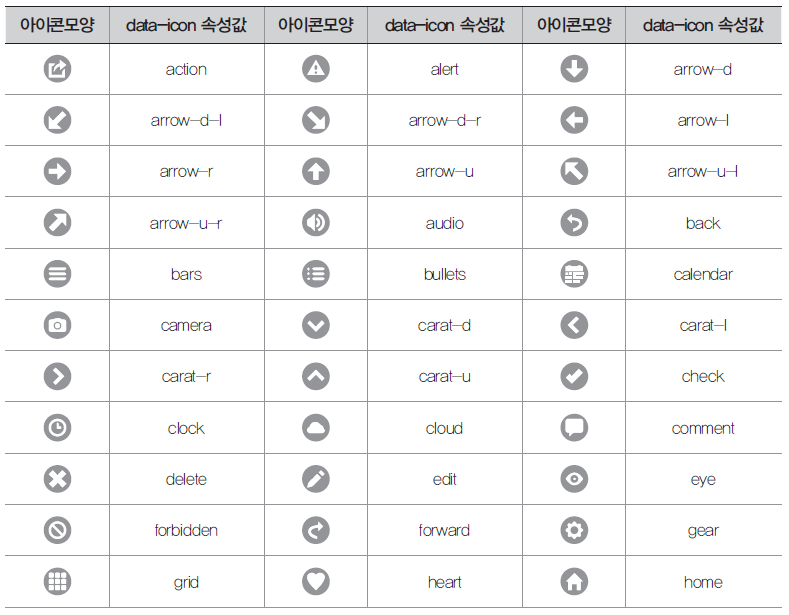 아이콘모양 data-icon 속성값 아이콘모양 data-icon 속성값 아이콘모양 data-icon 속성값
action alert arrow-d
arrow-d-l arrow-d-r arrow-l
arrow-r arrow-u arrow-u-l
arrow-u-r audio back
bars bullets calendar
camera carat-d carat-l
carat-r carat-u check
clock cloud comment
delete edit eye
forbidden forward gear
grid heart home